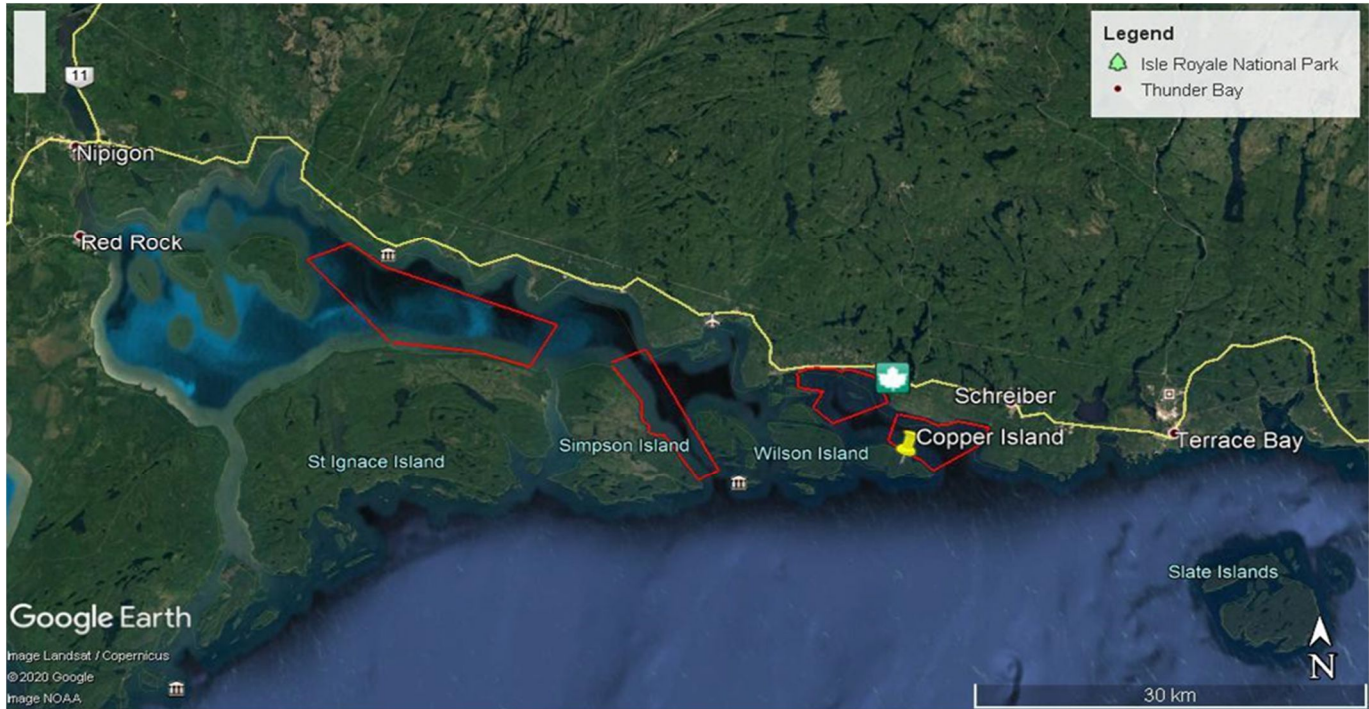 Legend
Isle Royale National Park
Thunder Bay
11
Nipigon
Red Rock
Schreiber
Copper Island
Terrace Bay
Simpson Island
Wilson Island
St Ignace Island
Slate Islands
Google Earth
Image Landsat / Copernicus
© 2020 Google
Image NOAA
N
30 km